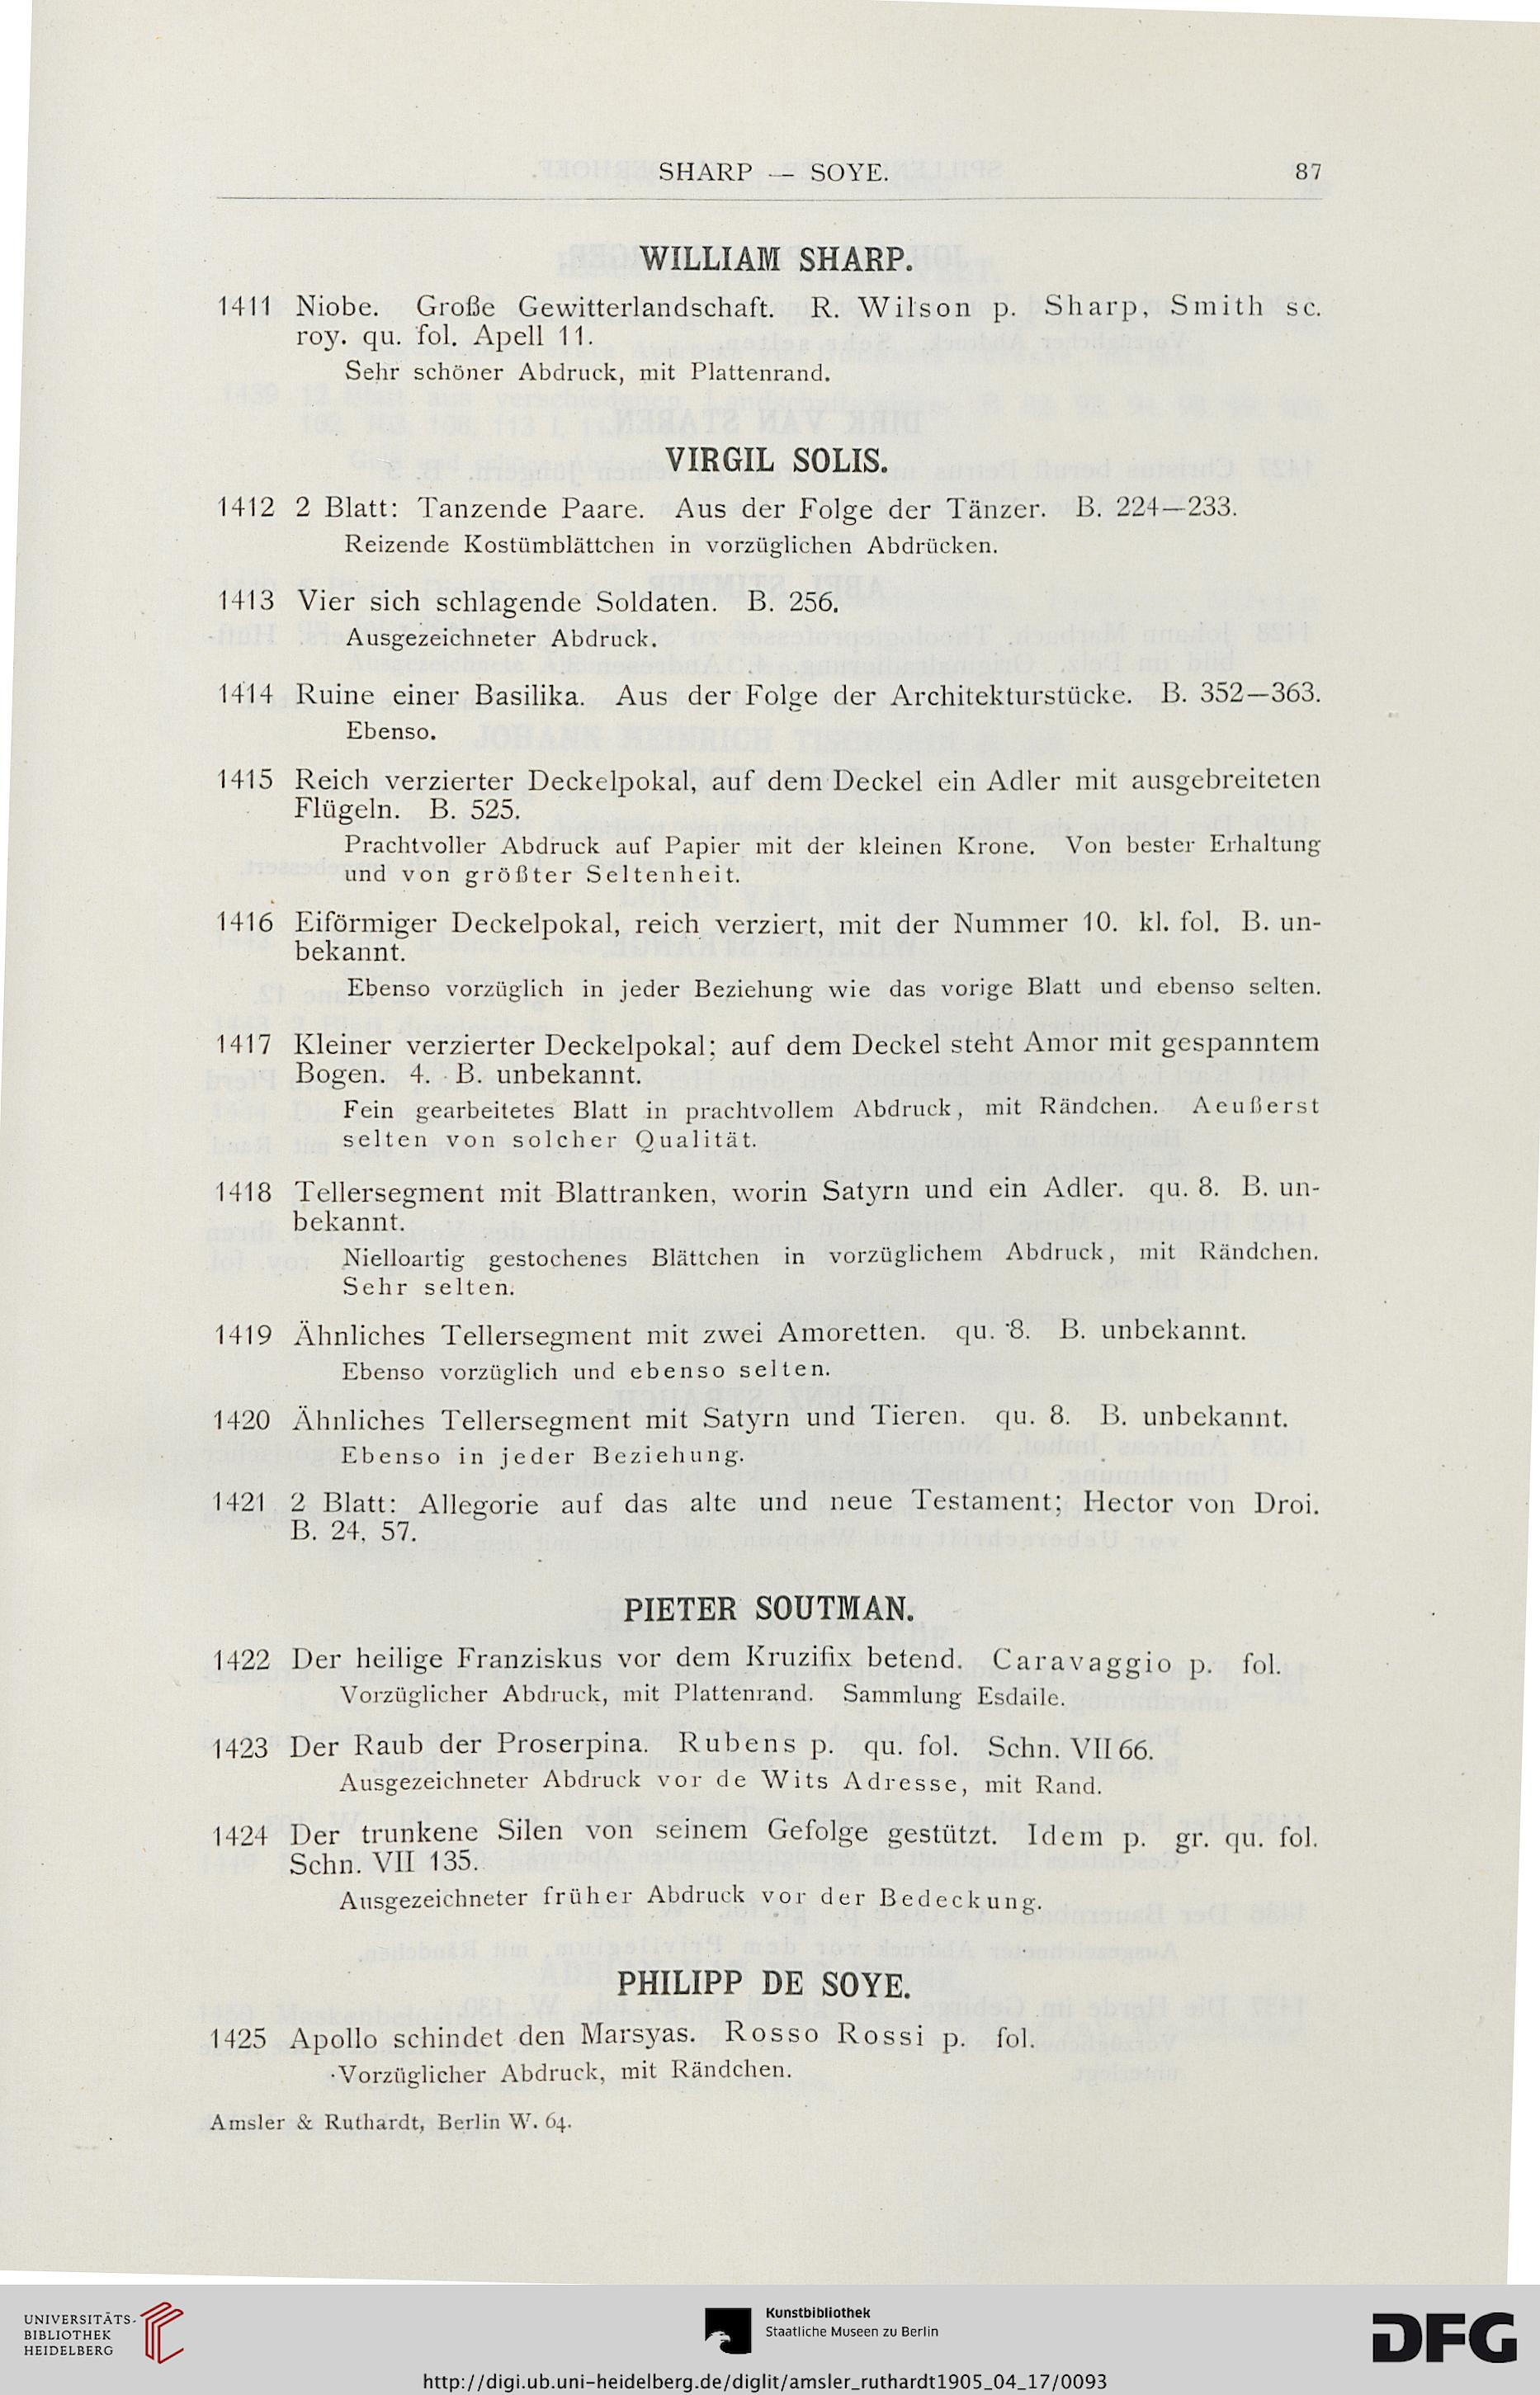 SHARP — SOYE. 87
WILLIAM SHARP.
1411 Niobe. Große Gewitterlandschaft. R. Wilson p. Sharp, Smith sc.
roy. qu. fol. Apell 11.
Sehr schöner Abdruck, mit Plattenrand.
VIRGIL SOLIS.
1412 2 Blatt: Tanzende Paare. Aus der Folge der Tänzer. B. 224—233.
Reizende Kostümblättchen in vorzüglichen Abdrücken.
1413 Vier sich schlagende Soldaten. B. 256.
Ausgezeichneter Abdruck.
1414 Ruine einer Basilika. Aus der Folge der Architekturstücke. B. 352—363.
Ebenso.
1415 Reich verzierter Deckelpokal, auf dem Deckel ein Adler mit ausgebreiteten
Flügeln. B. 525.
Prachtvoller Abdruck auf Papier mit der kleinen Krone. Von bester Erhaltung
und von größter Seltenheit.
1416 Eiförmiger Deckelpokal, reich verziert, mit der Nummer 10. kl. fol. B. un-
bekannt.
Ebenso vorzüglich in jeder Beziehung wie das vorige Blatt und ebenso selten.
1417 Kleiner verzierter Deckelpokal; auf dem Deckel steht Amor mit gespanntem
Bogen. 4. B. unbekannt.
Fein gearbeitetes Blatt in prachtvollem Abdruck, mit Rändchen. Aeußerst
selten von solcher Qualität.
1418 Tellersegment mit Blattranken, worin Satyrn und ein Adler. qu. 8. B. un-
bekannt.
Nielloartig gestochenes Blättchen in vorzüglichem Abdruck, mit Rändchen.
Sehr selten.
1419 Ähnliches Tellersegment mit zwei Amoretten. qu. 8. B. unbekannt.
Ebenso vorzüglich und ebenso selten.
1420 Ähnliches Tellersegment mit Satyrn und Tieren. qu. 8. B. unbekannt.
Ebenso in jeder Beziehung.
1421 2 Blatt: Allegorie auf das alte und neue Testament; Hector von Droi.
B. 24, 57.
PIETER SOUTMAN.
1422 Der heilige Franziskus vor dem Kruzifix betend. Caravaggio p. fol.
Vorzüglicher Abdruck, mit Plattenrand. Sammlung Esdaile.
1423 Der Raub der Proserpina. Rubens p. qu. fol. Schn. VII 66.
Ausgezeichneter Abdruck vor de Wits Adresse, mit Rand.
1424 Der trunkene Silen von seinem Gefolge gestützt. Idem p. gr. qu. fol.
Schn. VII 135.
Ausgezeichneter früher Abdruck vor der Bedeckung.
PHILIPP DE SOYE.
1425 Apollo schindet den Marsyas. Rosso Rossi p. fol.
Vorzüglicher Abdruck, mit Rändchen.
Amsler & Ruthardt, Berlin W. 64.
UNIVERSITÄTS-
BIBLIOTHEK
HEIDELBERG
Kunstbibliothek
Staatliche Museen zu Berlin
DFG
http://digi.ub.uni-heidelberg.de/diglit/amsler_ruthardt1905_04_17/0093